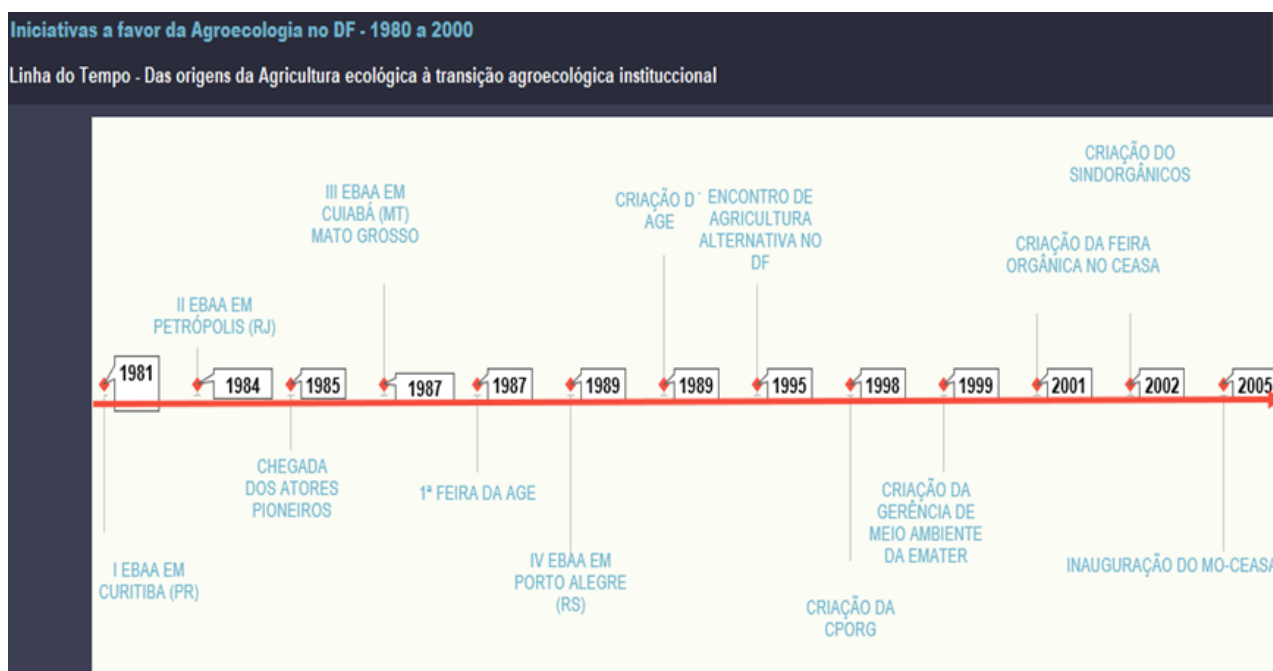 Iniciativas a favor da Agroecologia no DF - 1980 a 2000
Linha do Tempo - Das origens da Agricultura ecológica à transição agroecológica instituccional
CRIAÇÃO DO
SINDORGÂNICOS
III EBAA EM
CUIABÁ (MT)
MATO GROSSO
CRIAÇÃO D
AGE
ENCONTRO DE
AGRICULTURA
ALTERNATIVA NO
DF
CRIAÇÃO DA FEIRA
ORGÂNICA NO CEASA
II EBAA EM
PETRÓPOLIS (RJ)
1981
1984
1985
1987
1987
1989
1989
1995
1998
1999
2001
2002
2005
CHEGADA
DOS ATORES
PIONEIROS
1ª FEIRA DA AGE
CRIAÇÃO DA
GERÊNCIA DE
MEIO AMBIENTE
DA EMATER
I EBAA EM
CURITIBA (PR)
IV EBAA EM
PORTO ALEGRE
(RS)
INAUGURAÇÃO DO MO-CEASA
CRIAÇÃO DA
CPORG